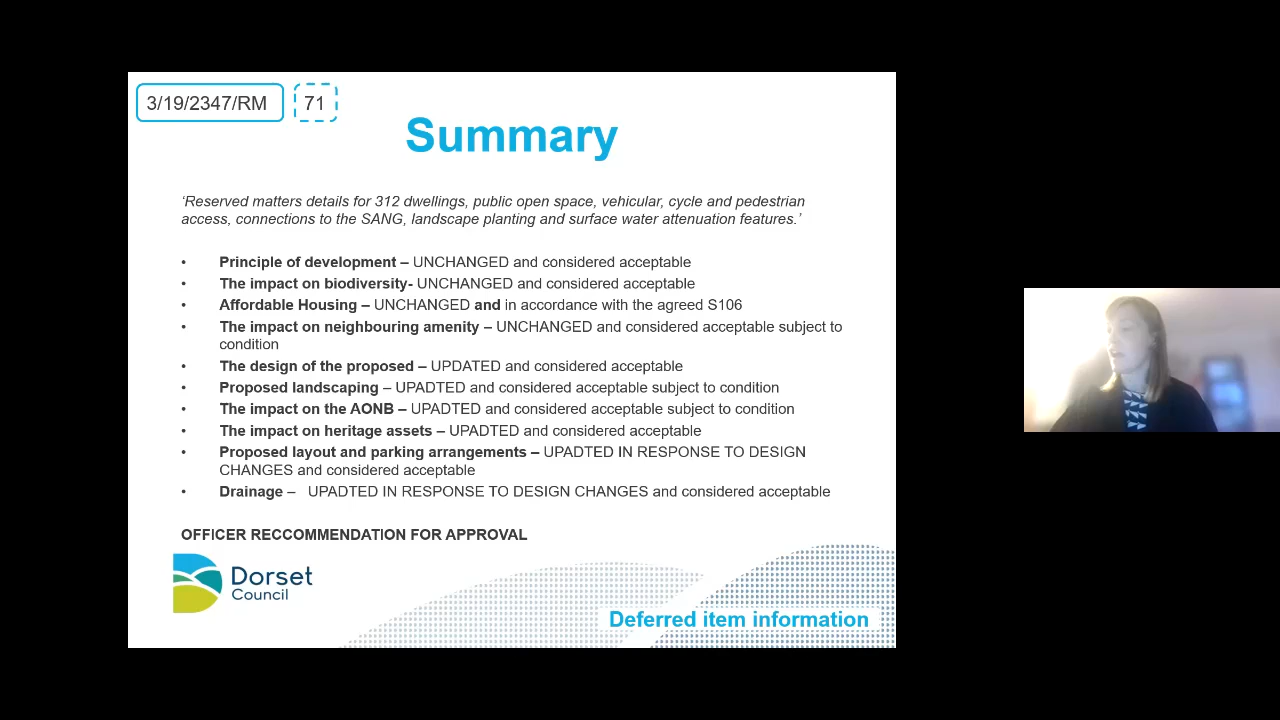 3/19/2347/RM 71
Summary
‘Reserved matters details for 312 dwellings, public open space, vehicular, cycle and pedestrian
access, connections to the SANG, landscape planting and surface water attenuation features.’
• Principle of development – UNCHANGED and considered acceptable
• The impact on biodiversity- UNCHANGED and considered acceptable
• Affordable Housing – UNCHANGED and in accordance with the agreed S106
• The impact on neighbouring amenity – UNCHANGED and considered acceptable subject to
condition
• The design of the proposed – UPDATED and considered acceptable
• Proposed landscaping – UPADTED and considered acceptable subject to condition
• The impact on the AONB – UPADTED and considered acceptable subject to condition
• The impact on heritage assets – UPADTED and considered acceptable
• Proposed layout and parking arrangements – UPADTED IN RESPONSE TO DESIGN
CHANGES and considered acceptable
• Drainage – UPADTED IN RESPONSE TO DESIGN CHANGES and considered acceptable
OFFICER RECCOMMENDATION FOR APPROVAL
Dorset
Council
Deferred item information